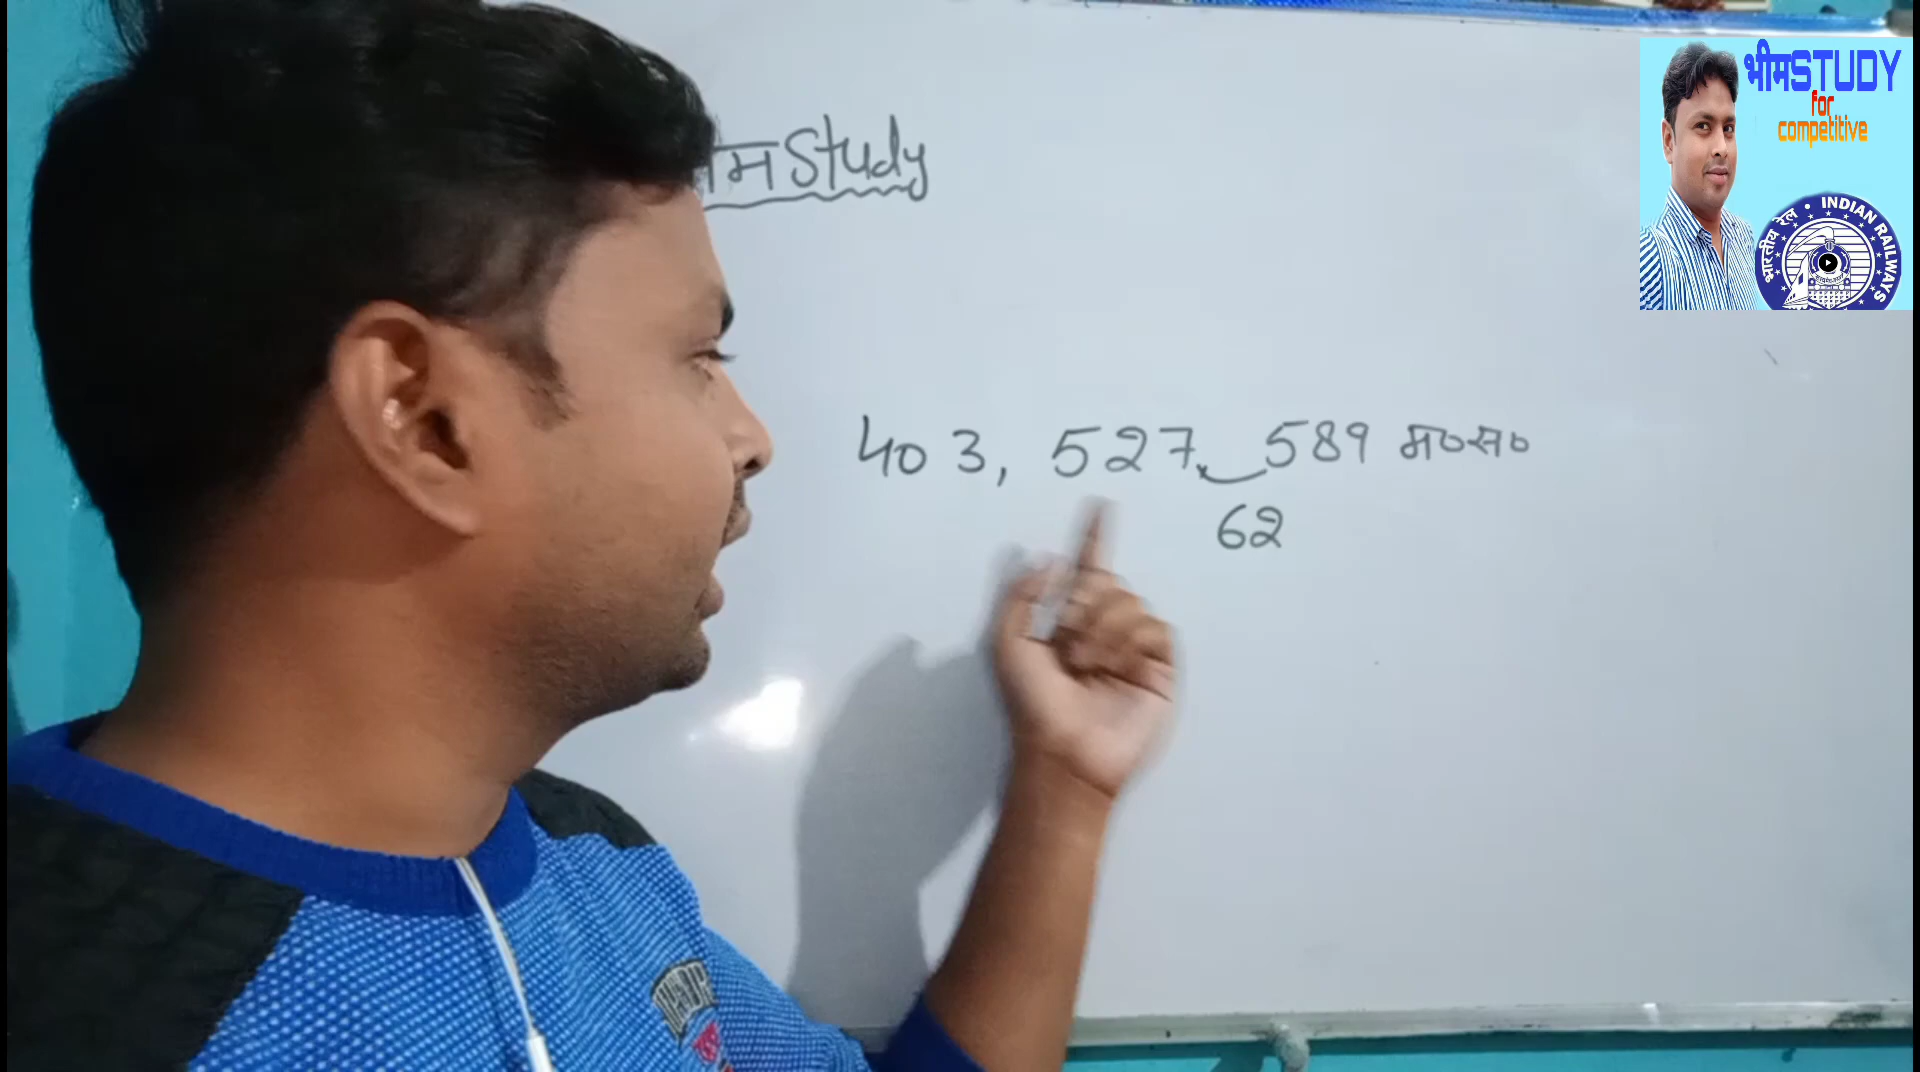 मStudy
भीमSTUDY
for
competitive
भारतीय रेल • INDIAN RAILWAYS
403, 527, 589 म०स०
62